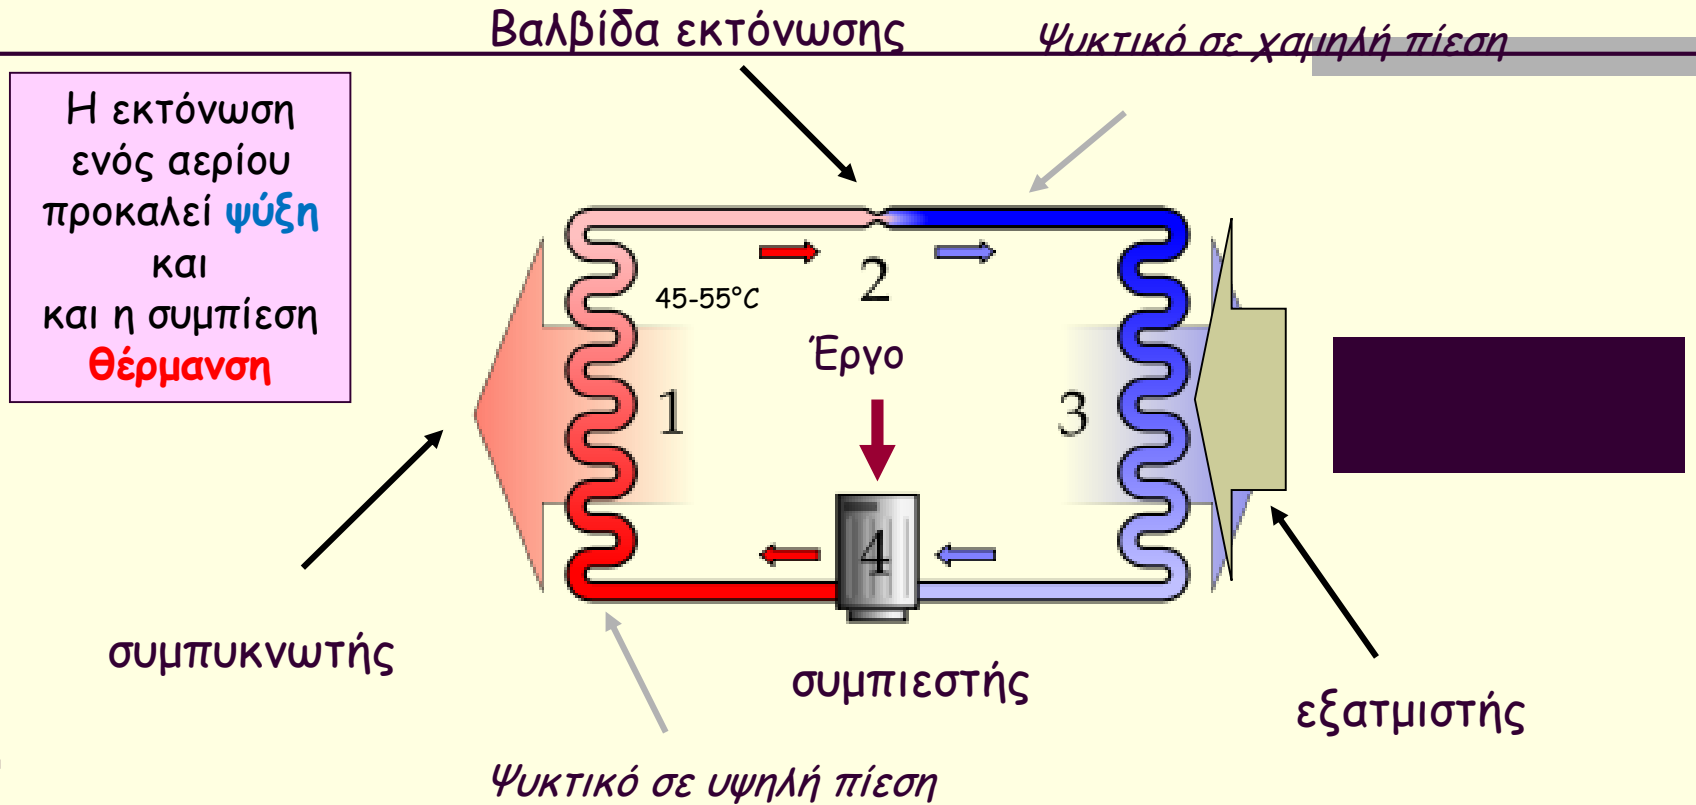 Βαλβίδα εκτόνωσης
Ψυκτικό σε χαμηλή πίεση
Η εκτόνωση
ενός αερίου
προκαλεί ψύξη
και
και η συμπίεση
θέρμανση
45-55°C
2
Έργο
1
3
4
συμπυκνωτής
συμπιεστής
εξατμιστής
Ψυκτικό σε υψηλή πίεση